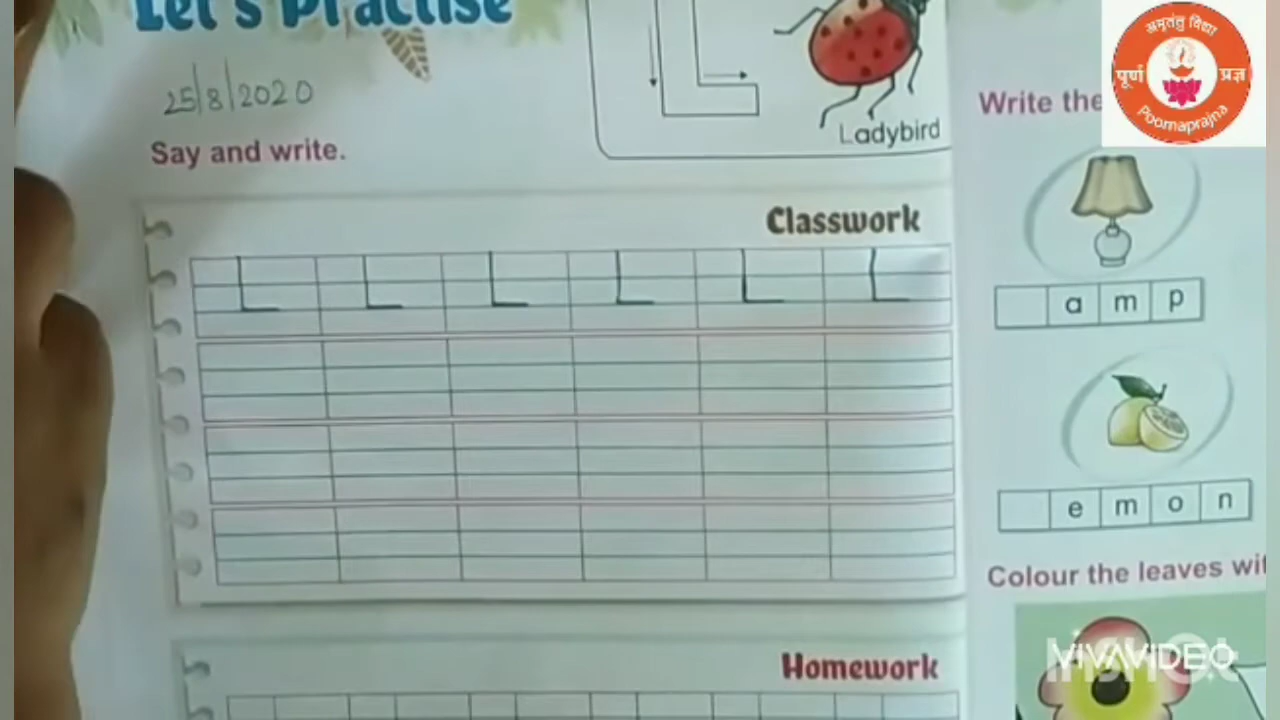 Let's Practise
25/8/2020
Say and write.
L
Ladybird
Classwork
L L L L L L
Homework
Write the
a m p
e m o n
Colour the leaves wit
अमृतंतु विद्या
पूर्ण प्रज्ञ
Poornaprajna
VIVAVIDEO